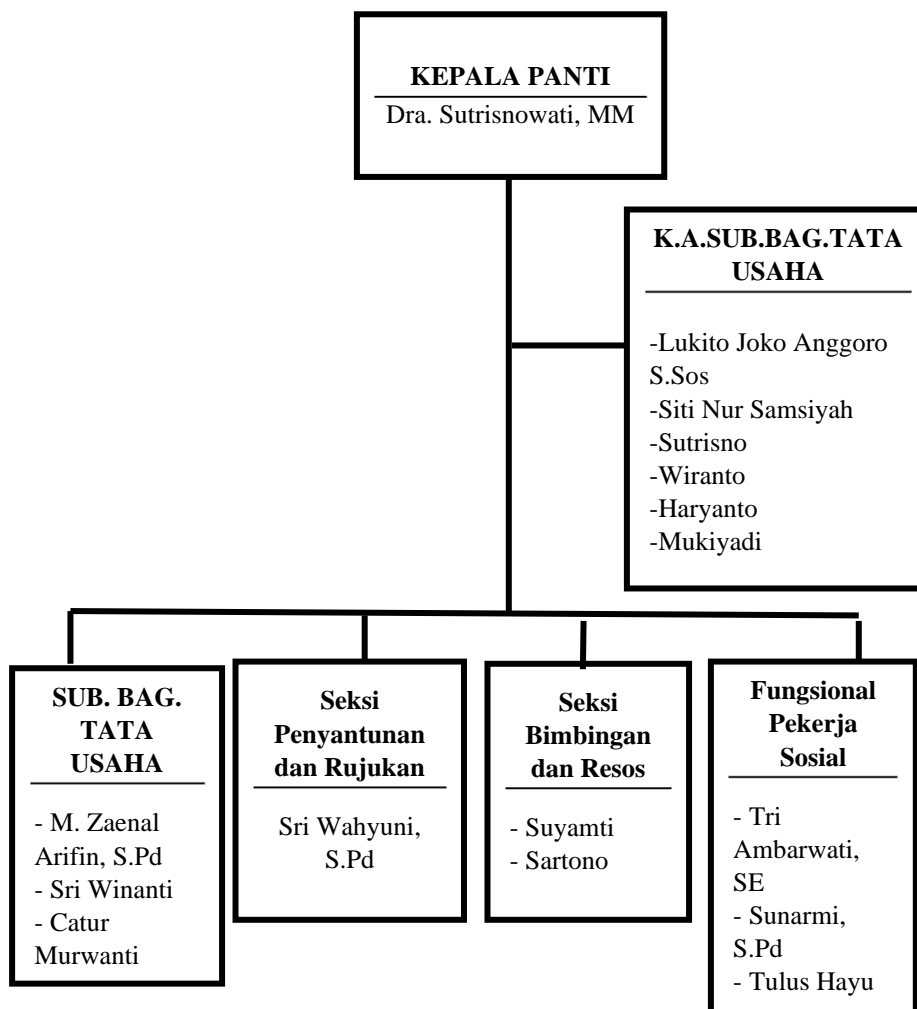 KEPALA PANTI
Dra. Sutrisnowati, MM
K.A.SUB.BAG.TATA
USAHA
-Lukito Joko Anggoro
S.Sos
-Siti Nur Samsiyah
-Sutrisno
-Wiranto
-Haryanto
-Mukiyadi
SUB. BAG.
TATA
USAHA
- M. Zaenal
Arifin, S.Pd
- Sri Winanti
- Catur
Murwanti
Seksi
Penyantunan
dan Rujukan
Sri Wahyuni,
S.Pd
Seksi
Bimbingan
dan Resos
- Suyamti
- Sartono
Fungsional
Pekerja
Sosial
- Tri
Ambarwati,
SE
- Sunarmi,
S.Pd
- Tulus Hayu